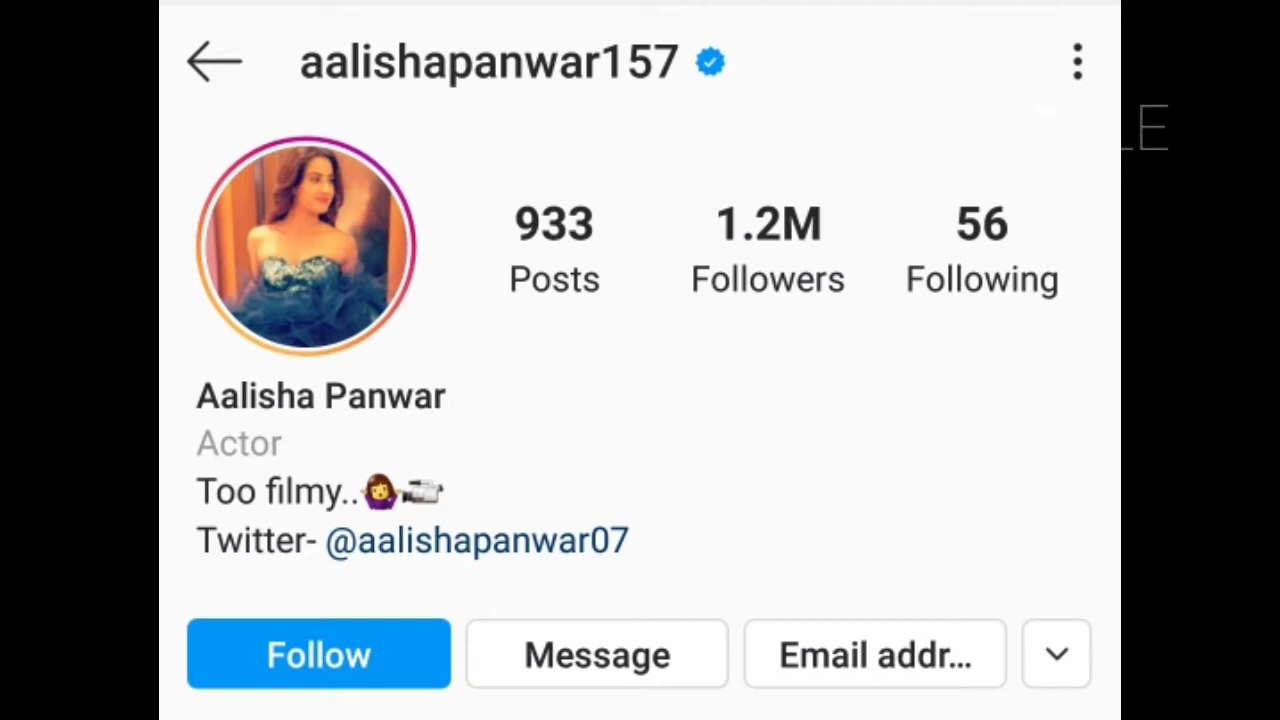 aalishapanwar157
933 1.2M 56
Posts Followers Following
Aalisha Panwar
Actor
Too filmy..🤷‍♀️📹
Twitter- @aalishapanwar07
Follow Message Email addr...